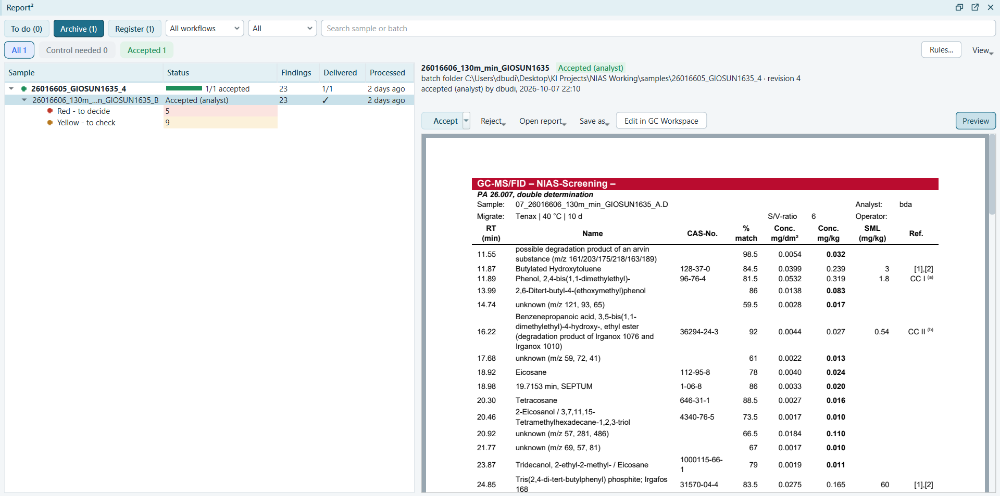 Report²
To do (0) Archive (1) Register (1) All workflows All Search sample or batch
All 1 Control needed 0 Accepted 1 Rules... View
Sample Status Findings Delivered Processed
26016605_GIOSUN1635_4 1/1 accepted 23 1/1 2 days ago
26016606_130m_...n_GIOSUN1635_B Accepted (analyst) 23 ✓ 2 days ago
Red - to decide 5
Yellow - to check 9
26016606_130m_min_GIOSUN1635 Accepted (analyst)
batch folder C:\Users\dbudi\Desktop\KI Projects\NIAS Working\samples\26016605_GIOSUN1635_4 · revision 4
accepted (analyst) by dbudi, 2026-10-07 22:10
Accept Reject Open report Save as Edit in GC Workspace Preview
GC-MS/FID – NIAS-Screening –
PA 26.007, double determination
Sample: 07_26016606_130m_min_GIOSUN1635_A.D Analyst: bda
Migrate: Tenax | 40 °C | 10 d S/V-ratio 6 Operator:
RT (min) Name CAS-No. % match Conc. mg/dm² Conc. mg/kg SML (mg/kg) Ref.
11.55 possible degradation product of an arvin substance (m/z 161/203/175/218/163/189) 98.5 0.0054 0.032
11.87 Butylated Hydroxytoluene 128-37-0 84.5 0.0399 0.239 3 [1],[2]
11.89 Phenol, 2,4-bis(1,1-dimethylethyl)- 96-76-4 81.5 0.0532 0.319 1.8 CC I (a)
13.99 2,6-Ditert-butyl-4-(ethoxymethyl)phenol 86 0.0138 0.083
14.74 unknown (m/z 121, 93, 65) 59.5 0.0028 0.017
16.22 Benzenepropanoic acid, 3,5-bis(1,1-dimethylethyl)-4-hydroxy-, ethyl ester (degradation product of Irganox 1076 and Irganox 1010) 36294-24-3 92 0.0044 0.027 0.54 CC II (b)
17.68 unknown (m/z 59, 72, 41) 61 0.0022 0.013
18.92 Eicosane 112-95-8 78 0.0040 0.024
18.98 19.7153 min, SEPTUM 1-06-8 86 0.0033 0.020
20.30 Tetracosane 646-31-1 88.5 0.0027 0.016
20.46 2-Eicosanol / 3,7,11,15-Tetramethylhexadecane-1,2,3-triol 4340-76-5 73.5 0.0017 0.010
20.92 unknown (m/z 57, 281, 486) 66.5 0.0184 0.110
21.77 unknown (m/z 69, 57, 81) 67 0.0017 0.010
23.87 Tridecanol, 2-ethyl-2-methyl- / Eicosane 1000115-66-1 79 0.0019 0.011
24.85 Tris(2,4-di-tert-butylphenyl) phosphite; Irgafos 168 31570-04-4 83.5 0.0275 0.165 60 [1],[2]